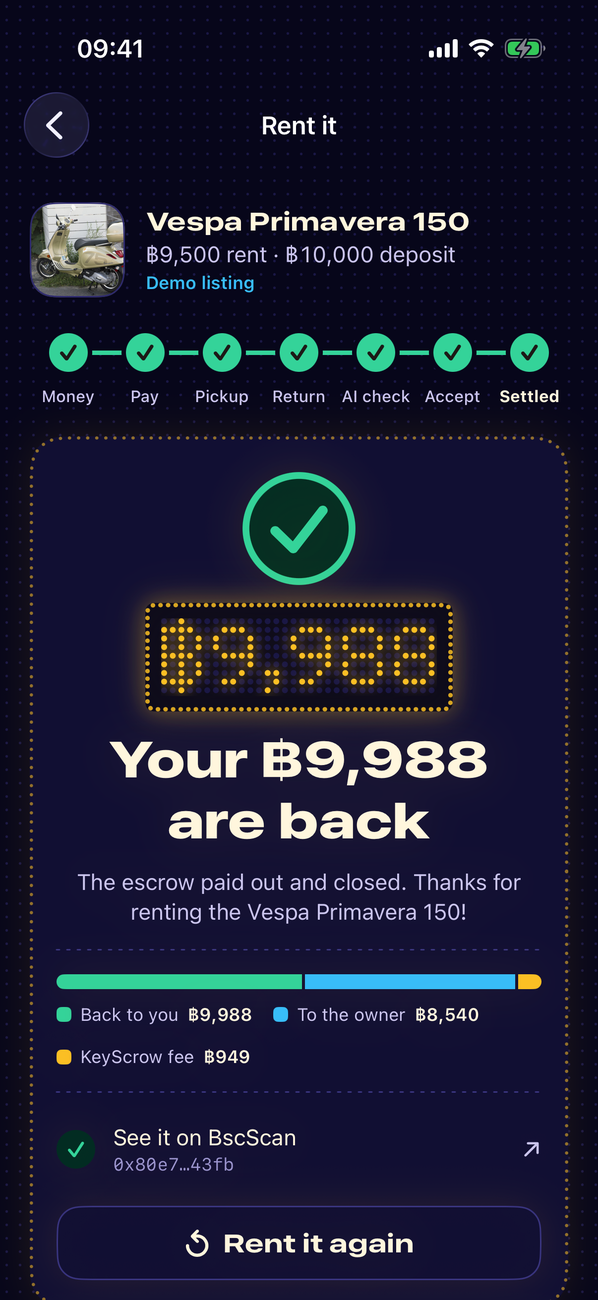 09:41
Rent it
Vespa Primavera 150
฿9,500 rent · ฿10,000 deposit
Demo listing
Money Pay Pickup Return AI check Accept Settled
฿9,988
Your ฿9,988
are back
The escrow paid out and closed. Thanks for
renting the Vespa Primavera 150!
Back to you ฿9,988 To the owner ฿8,540
KeyScrow fee ฿949
See it on BscScan
0x80e7…43fb
Rent it again